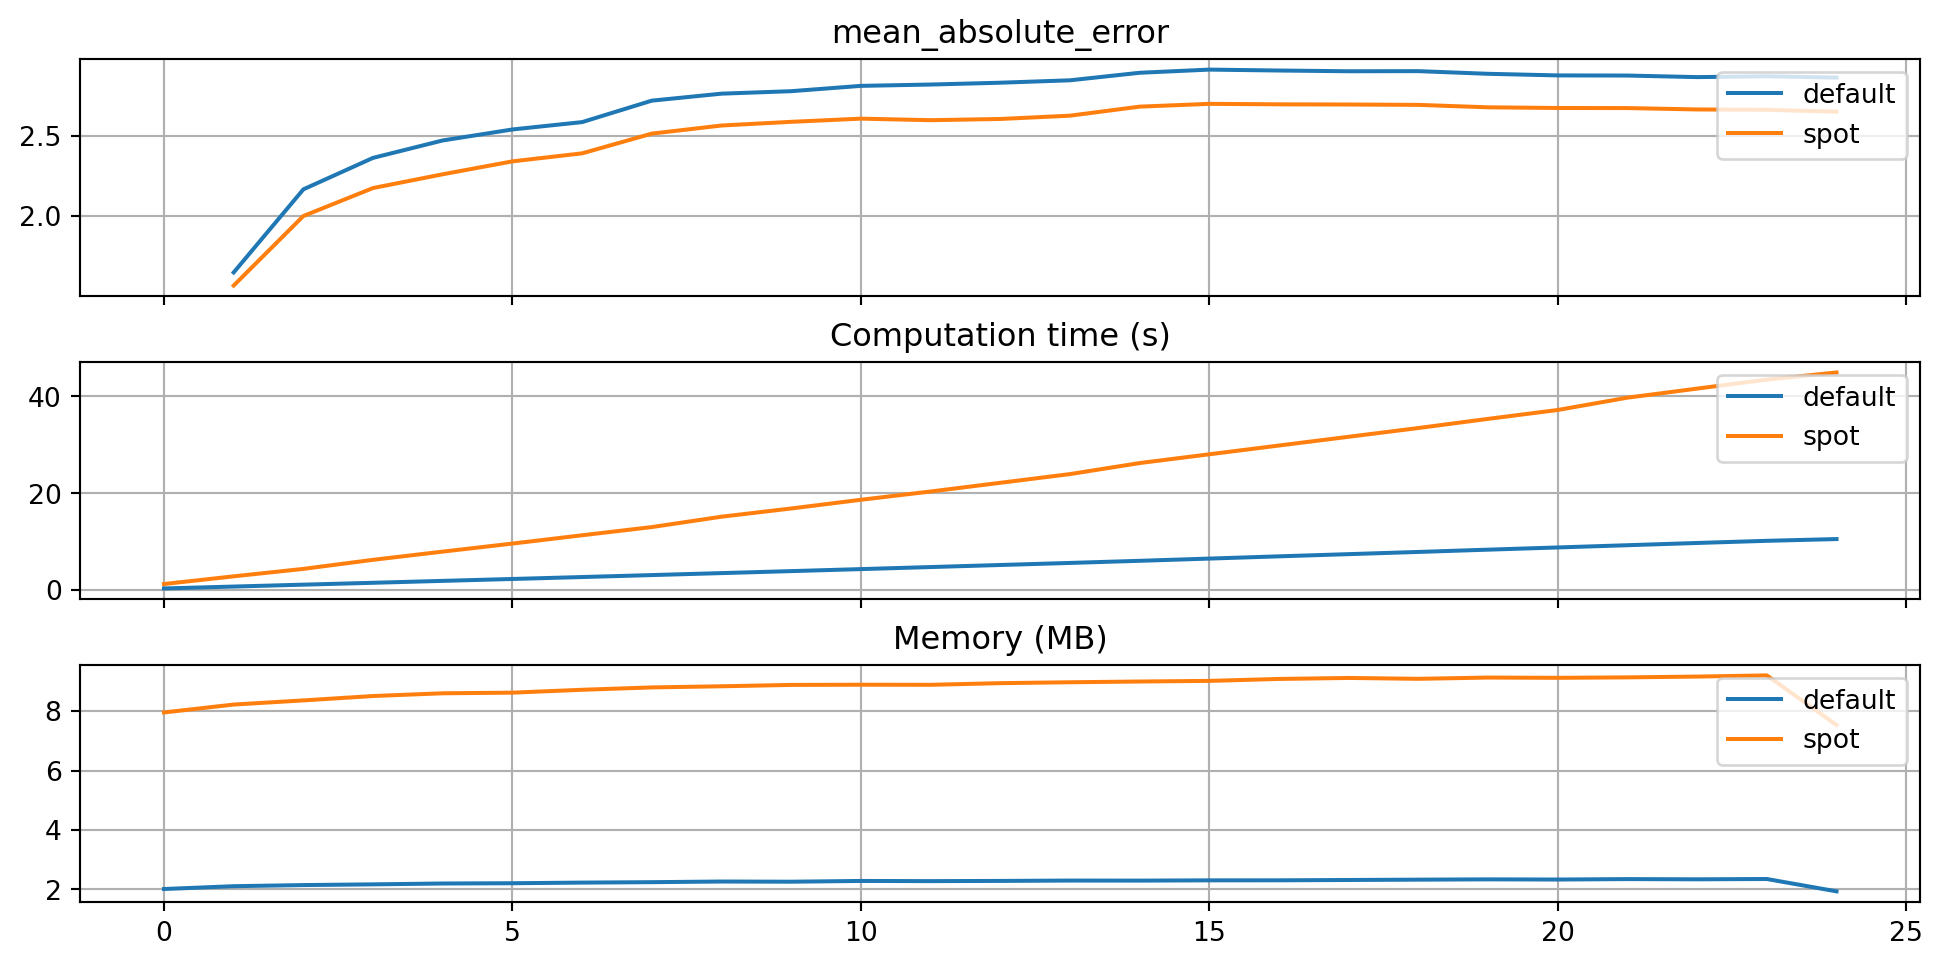 mean_absolute_error
2.5
2.0
default
spot
Computation time (s)
40
20
0
default
spot
Memory (MB)
8
6
4
2
default
spot
0 5 10 15 20 25